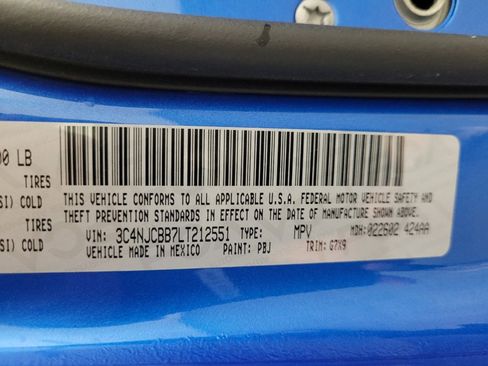 00 LB
TIRES
SI) COLD
TIRES
SI) COLD
THIS VEHICLE CONFORMS TO ALL APPLICABLE U.S.A. FEDERAL MOTOR VEHICLE SAFETY AND
THEFT PREVENTION STANDARDS IN EFFECT ON THE DATE OF MANUFACTURE SHOWN ABOVE.
VIN: 3C4NJCBB7LT212551 TYPE: MPV MDH: 022602 424AA
VEHICLE MADE IN MEXICO PAINT: PBJ TRIM: G7X9